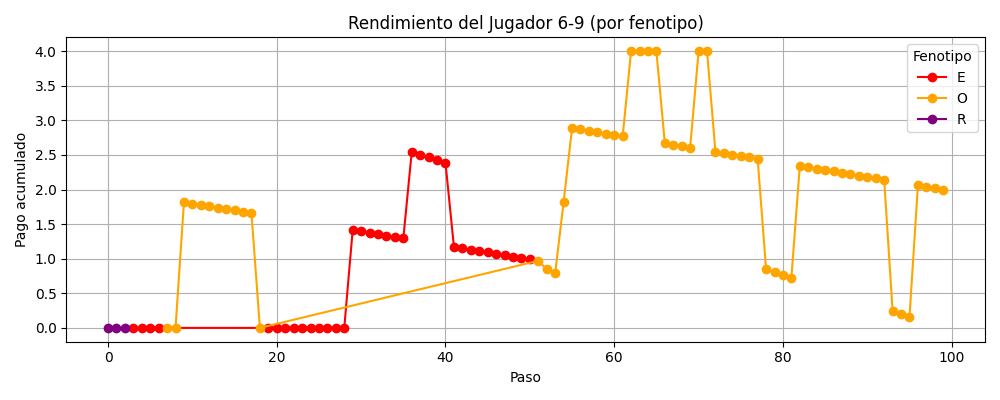 Rendimiento del Jugador 6-9 (por fenotipo)
Pago acumulado
4.0
3.5
3.0
2.5
2.0
1.5
1.0
0.5
0.0
Fenotipo
E
O
R
0 20 40 60 80 100
Paso